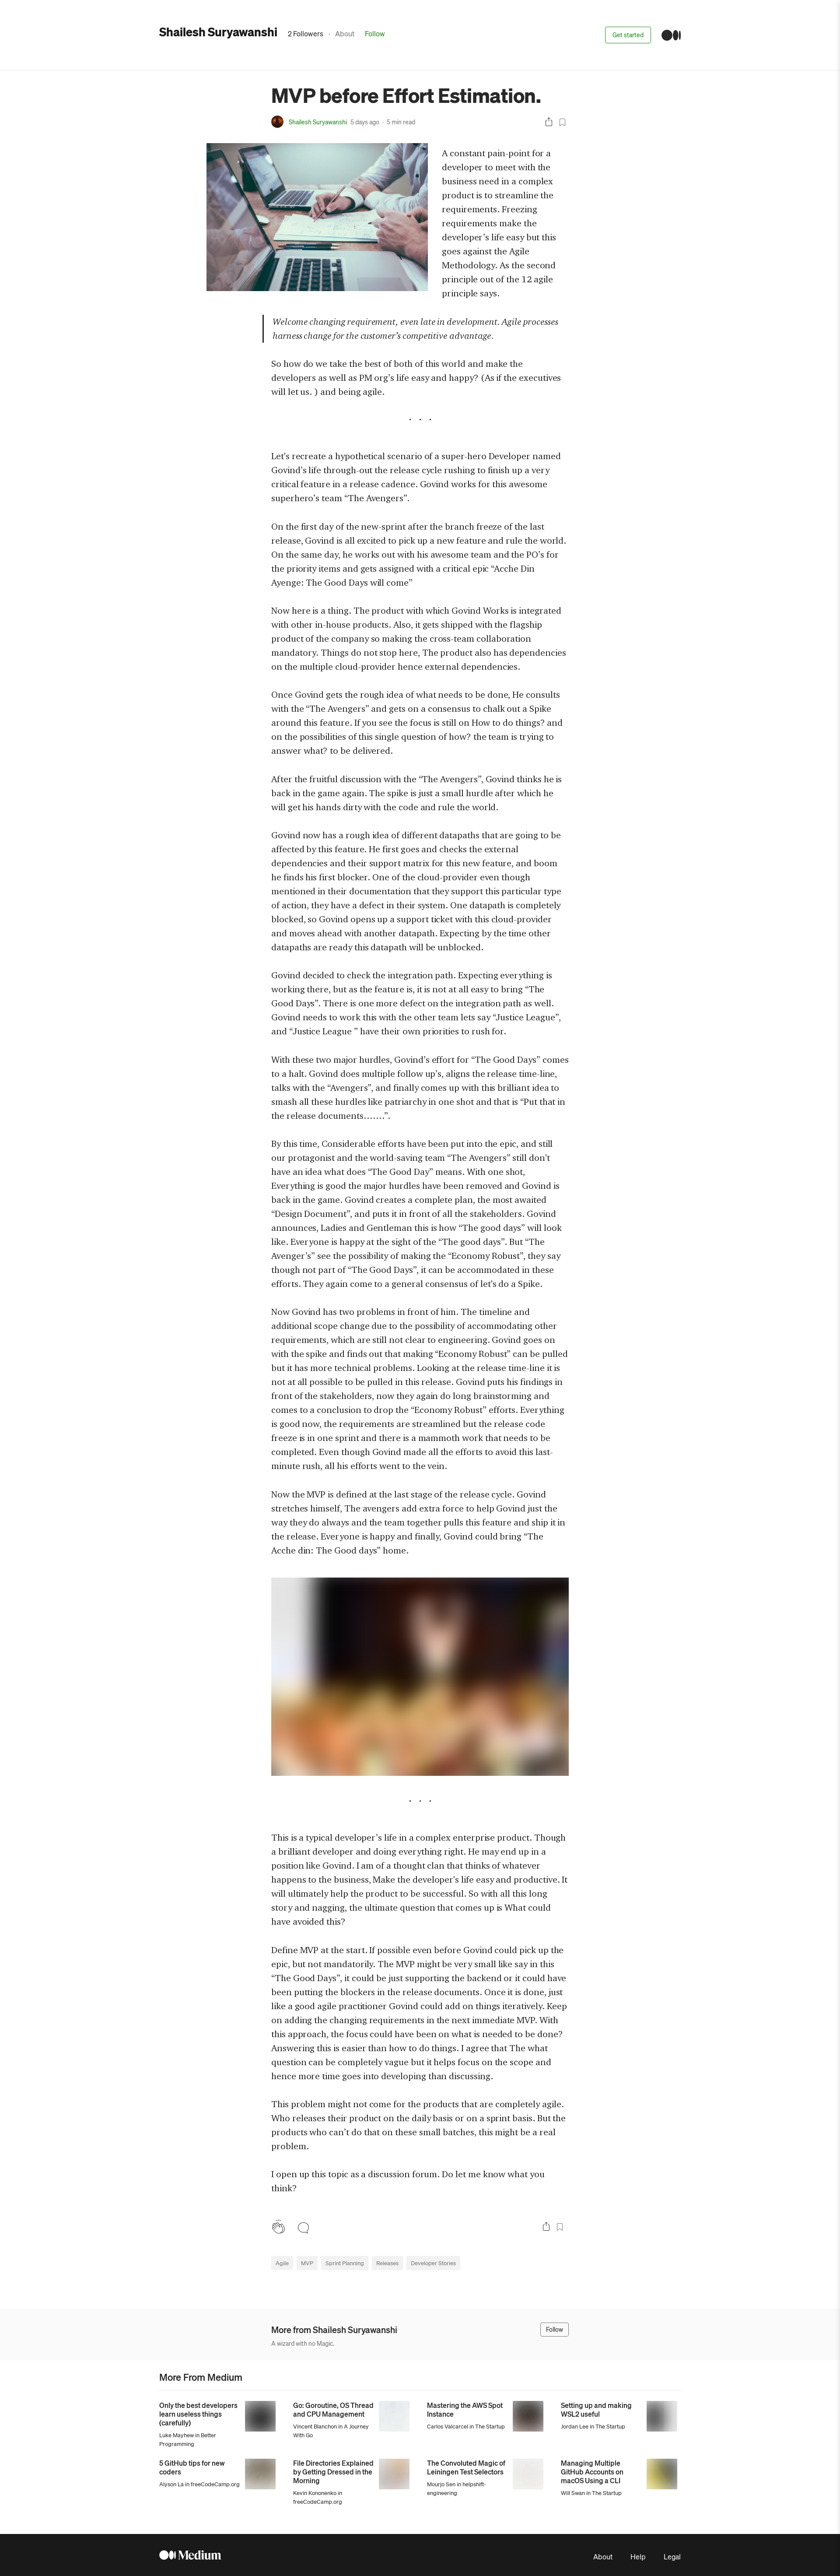 Shailesh Suryawanshi 2 Followers · About Follow Get started
MVP before Effort Estimation.
Shailesh Suryawanshi 5 days ago · 5 min read
A constant pain-point for a
developer to meet with the
business need in a complex
product is to streamline the
requirements. Freezing
requirements make the
developer's life easy but this
goes against the Agile
Methodology. As the second
principle out of the 12 agile
principle says.
Welcome changing requirement, even late in development. Agile processes
harness change for the customer's competitive advantage.
So how do we take the best of both of this world and make the
developers as well as PM org's life easy and happy? (As if the executives
will let us. ) and being agile.
. . .
Let's recreate a hypothetical scenario of a super-hero Developer named
Govind's life through-out the release cycle rushing to finish up a very
critical feature in a release cadence. Govind works for this awesome
superhero's team “The Avengers”.
On the first day of the new-sprint after the branch freeze of the last
release, Govind is all excited to pick up a new feature and rule the world.
On the same day, he works out with his awesome team and the PO's for
the priority items and gets assigned with a critical epic “Acche Din
Ayenge: The Good Days will come”
Now here is a thing. The product with which Govind Works is integrated
with other in-house products. Also, it gets shipped with the flagship
product of the company so making the cross-team collaboration
mandatory. Things do not stop here, The product also has dependencies
on the multiple cloud-provider hence external dependencies.
Once Govind gets the rough idea of what needs to be done, He consults
with the “The Avengers” and gets on a consensus to chalk out a Spike
around this feature. If you see the focus is still on How to do things? and
on the possibilities of this single question of how? the team is trying to
answer what? to be delivered.
After the fruitful discussion with the “The Avengers”, Govind thinks he is
back in the game again. The spike is just a small hurdle after which he
will get his hands dirty with the code and rule the world.
Govind now has a rough idea of different datapaths that are going to be
affected by this feature. He first goes and checks the external
dependencies and their support matrix for this new feature, and boom
he finds his first blocker. One of the cloud-provider even though
mentioned in their documentation that they support this particular type
of action, they have a defect in their system. One datapath is completely
blocked, so Govind opens up a support ticket with this cloud-provider
and moves ahead with another datapath. Expecting by the time other
datapaths are ready this datapath will be unblocked.
Govind decided to check the integration path. Expecting everything is
working there, but as the feature is, it is not at all easy to bring “The
Good Days”. There is one more defect on the integration path as well.
Govind needs to work this with the other team lets say “Justice League”,
and “Justice League ” have their own priorities to rush for.
With these two major hurdles, Govind's effort for “The Good Days” comes
to a halt. Govind does multiple follow up's, aligns the release time-line,
talks with the “Avengers”, and finally comes up with this brilliant idea to
smash all these hurdles like patriarchy in one shot and that is “Put that in
the release documents…….”.
By this time, Considerable efforts have been put into the epic, and still
our protagonist and the world-saving team “The Avengers” still don't
have an idea what does “The Good Day” means. With one shot,
Everything is good the major hurdles have been removed and Govind is
back in the game. Govind creates a complete plan, the most awaited
“Design Document”, and puts it in front of all the stakeholders. Govind
announces, Ladies and Gentleman this is how “The good days” will look
like. Everyone is happy at the sight of the “The good days”. But “The
Avenger's” see the possibility of making the “Economy Robust”, they say
though not part of “The Good Days”, it can be accommodated in these
efforts. They again come to a general consensus of let's do a Spike.
Now Govind has two problems in front of him. The timeline and
additional scope change due to the possibility of accommodating other
requirements, which are still not clear to engineering. Govind goes on
with the spike and finds out that making “Economy Robust” can be pulled
but it has more technical problems. Looking at the release time-line it is
not at all possible to be pulled in this release. Govind puts his findings in
front of the stakeholders, now they again do long brainstorming and
comes to a conclusion to drop the “Economy Robust” efforts. Everything
is good now, the requirements are streamlined but the release code
freeze is in one sprint and there is a mammoth work that needs to be
completed. Even though Govind made all the efforts to avoid this last-
minute rush, all his efforts went to the vein.
Now the MVP is defined at the last stage of the release cycle. Govind
stretches himself, The avengers add extra force to help Govind just the
way they do always and the team together pulls this feature and ship it in
the release. Everyone is happy and finally, Govind could bring “The
Acche din: The Good days” home.
. . .
This is a typical developer's life in a complex enterprise product. Though
a brilliant developer and doing everything right. He may end up in a
position like Govind. I am of a thought clan that thinks of whatever
happens to the business, Make the developer's life easy and productive. It
will ultimately help the product to be successful. So with all this long
story and nagging, the ultimate question that comes up is What could
have avoided this?
Define MVP at the start. If possible even before Govind could pick up the
epic, but not mandatorily. The MVP might be very small like say in this
“The Good Days”, it could be just supporting the backend or it could have
been putting the blockers in the release documents. Once it is done, just
like a good agile practitioner Govind could add on things iteratively. Keep
on adding the changing requirements in the next immediate MVP. With
this approach, the focus could have been on what is needed to be done?
Answering this is easier than how to do things. I agree that The what
question can be completely vague but it helps focus on the scope and
hence more time goes into developing than discussing.
This problem might not come for the products that are completely agile.
Who releases their product on the daily basis or on a sprint basis. But the
products who can't do that on these small batches, this might be a real
problem.
I open up this topic as a discussion forum. Do let me know what you
think?
Agile MVP Sprint Planning Releases Developer Stories
More from Shailesh Suryawanshi Follow
A wizard with no Magic.
More From Medium
Only the best developers
learn useless things
(carefully)
Luke Mayhew in Better
Programming
Go: Goroutine, OS Thread
and CPU Management
Vincent Blanchon in A Journey
With Go
Mastering the AWS Spot
Instance
Carlos Valcarcel in The Startup
Setting up and making
WSL2 useful
Jordan Lee in The Startup
5 GitHub tips for new
coders
Alyson La in freeCodeCamp.org
File Directories Explained
by Getting Dressed in the
Morning
Kevin Kononenko in
freeCodeCamp.org
The Convoluted Magic of
Leiningen Test Selectors
Mourjo Sen in helpshift-
engineering
Managing Multiple
GitHub Accounts on
macOS Using a CLI
Will Swan in The Startup
Medium About Help Legal